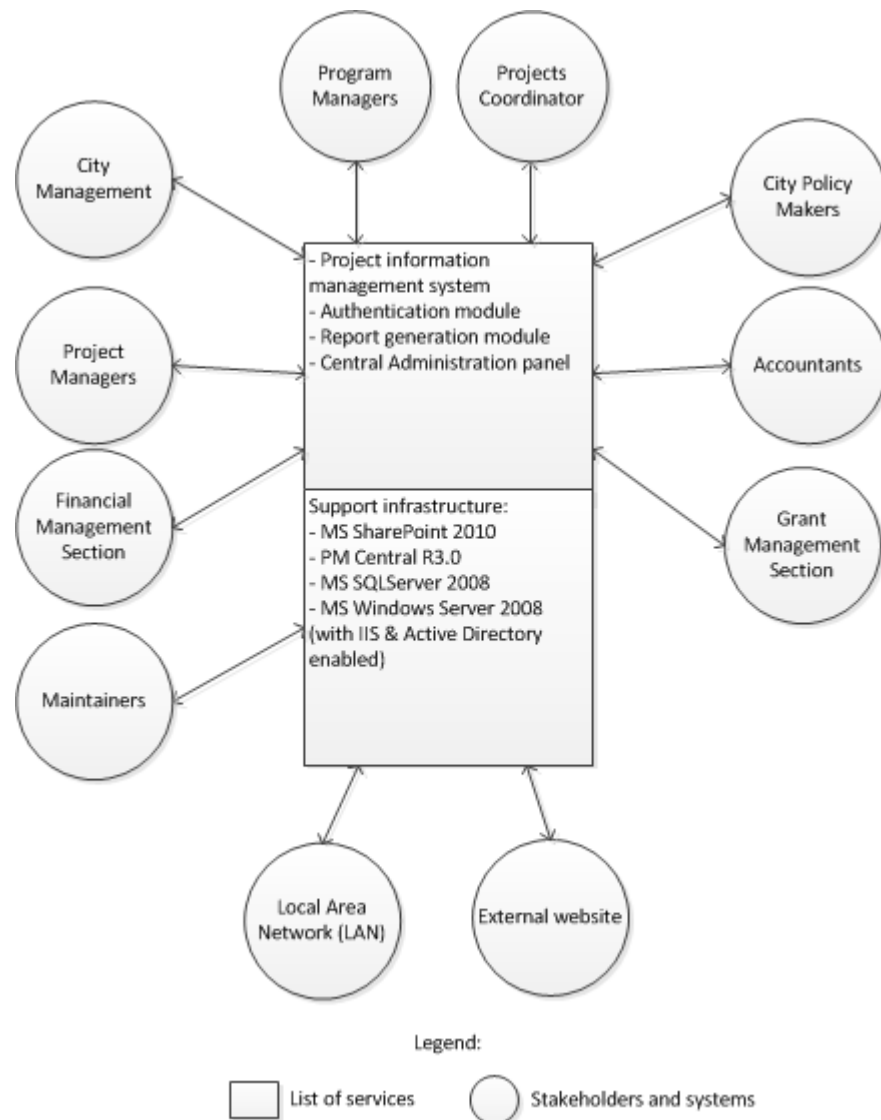 Program
Managers
Projects
Coordinator
City
Management
City Policy
Makers
- Project information
management system
- Authentication module
- Report generation module
- Central Administration panel
Project
Managers
Accountants
Financial
Management
Section
Support infrastructure:
- MS SharePoint 2010
- PM Central R3.0
- MS SQLServer 2008
- MS Windows Server 2008
(with IIS & Active Directory
enabled)
Grant
Management
Section
Maintainers
Local Area
Network (LAN)
External website
Legend:
List of services
Stakeholders and systems